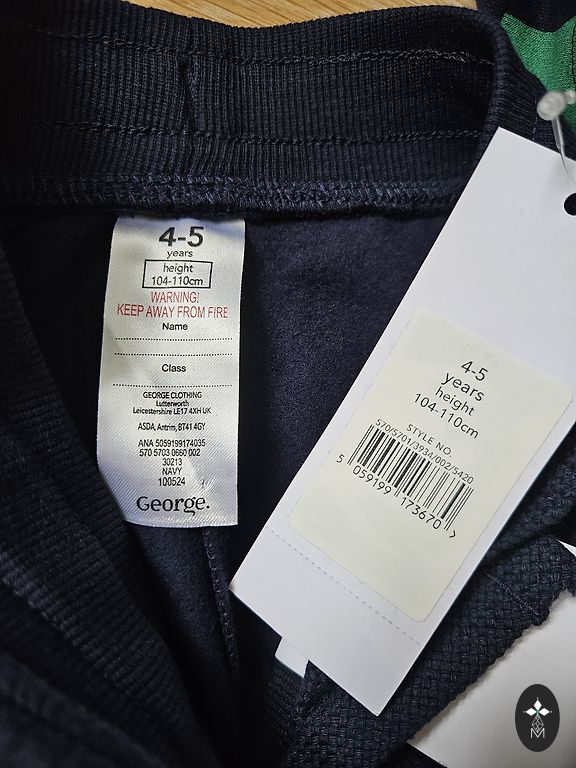 4-5
years
height
104-110cm
WARNING!
KEEP AWAY FROM FIRE
Name
Class
GEORGE CLOTHING
Lutterworth
Leicestershire LE17 4XH UK
ASDA, Antrim, BT41 4GY
ANA 5059199174035
570 5703 0660 002
30213
NAVY
100524
George.
4-5
years
height
104-110cm
STYLE NO.
570/5701/3934/002/5420
5 059199 173670 >
M